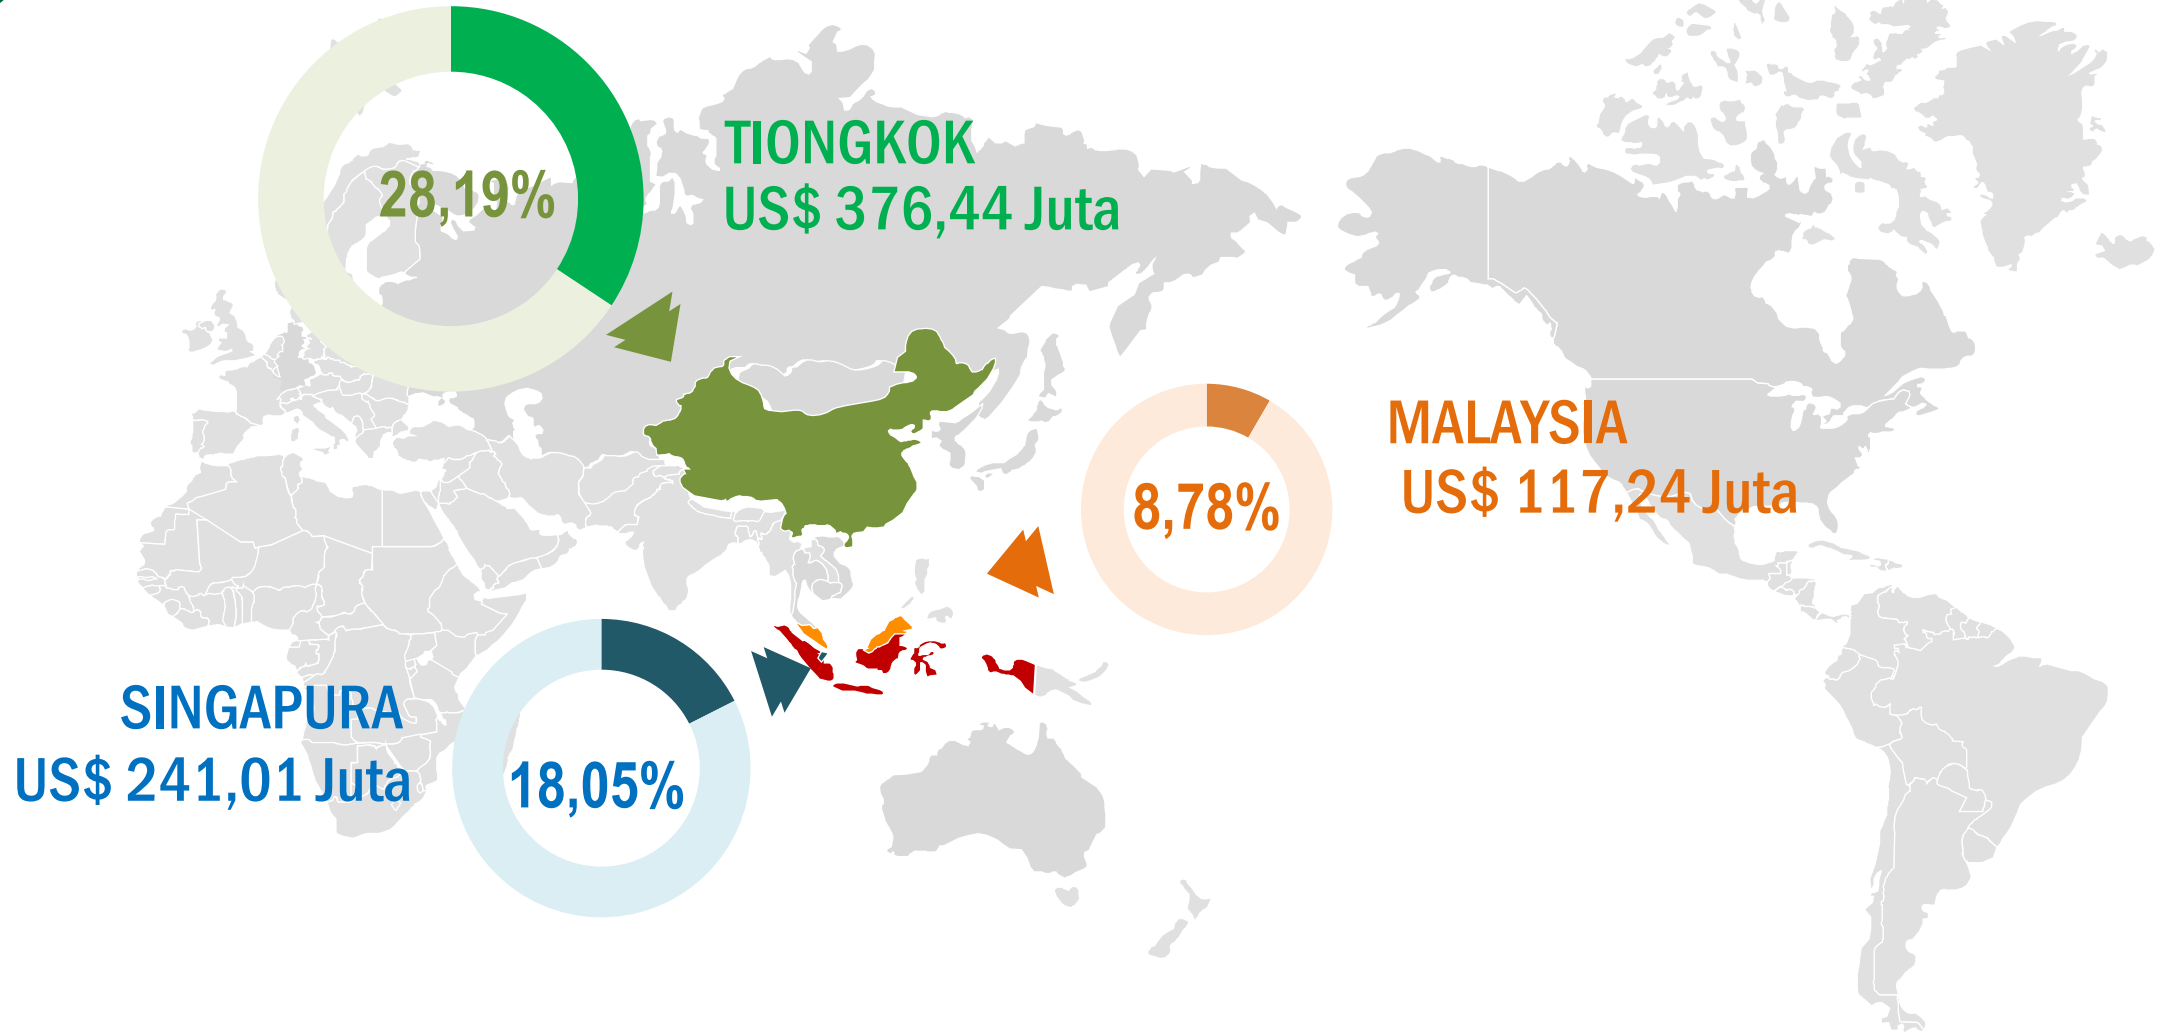 28,19%
TIONGKOK
US$ 376,44 Juta
8,78%
MALAYSIA
US$ 117,24 Juta
SINGAPURA
US$ 241,01 Juta
18,05%